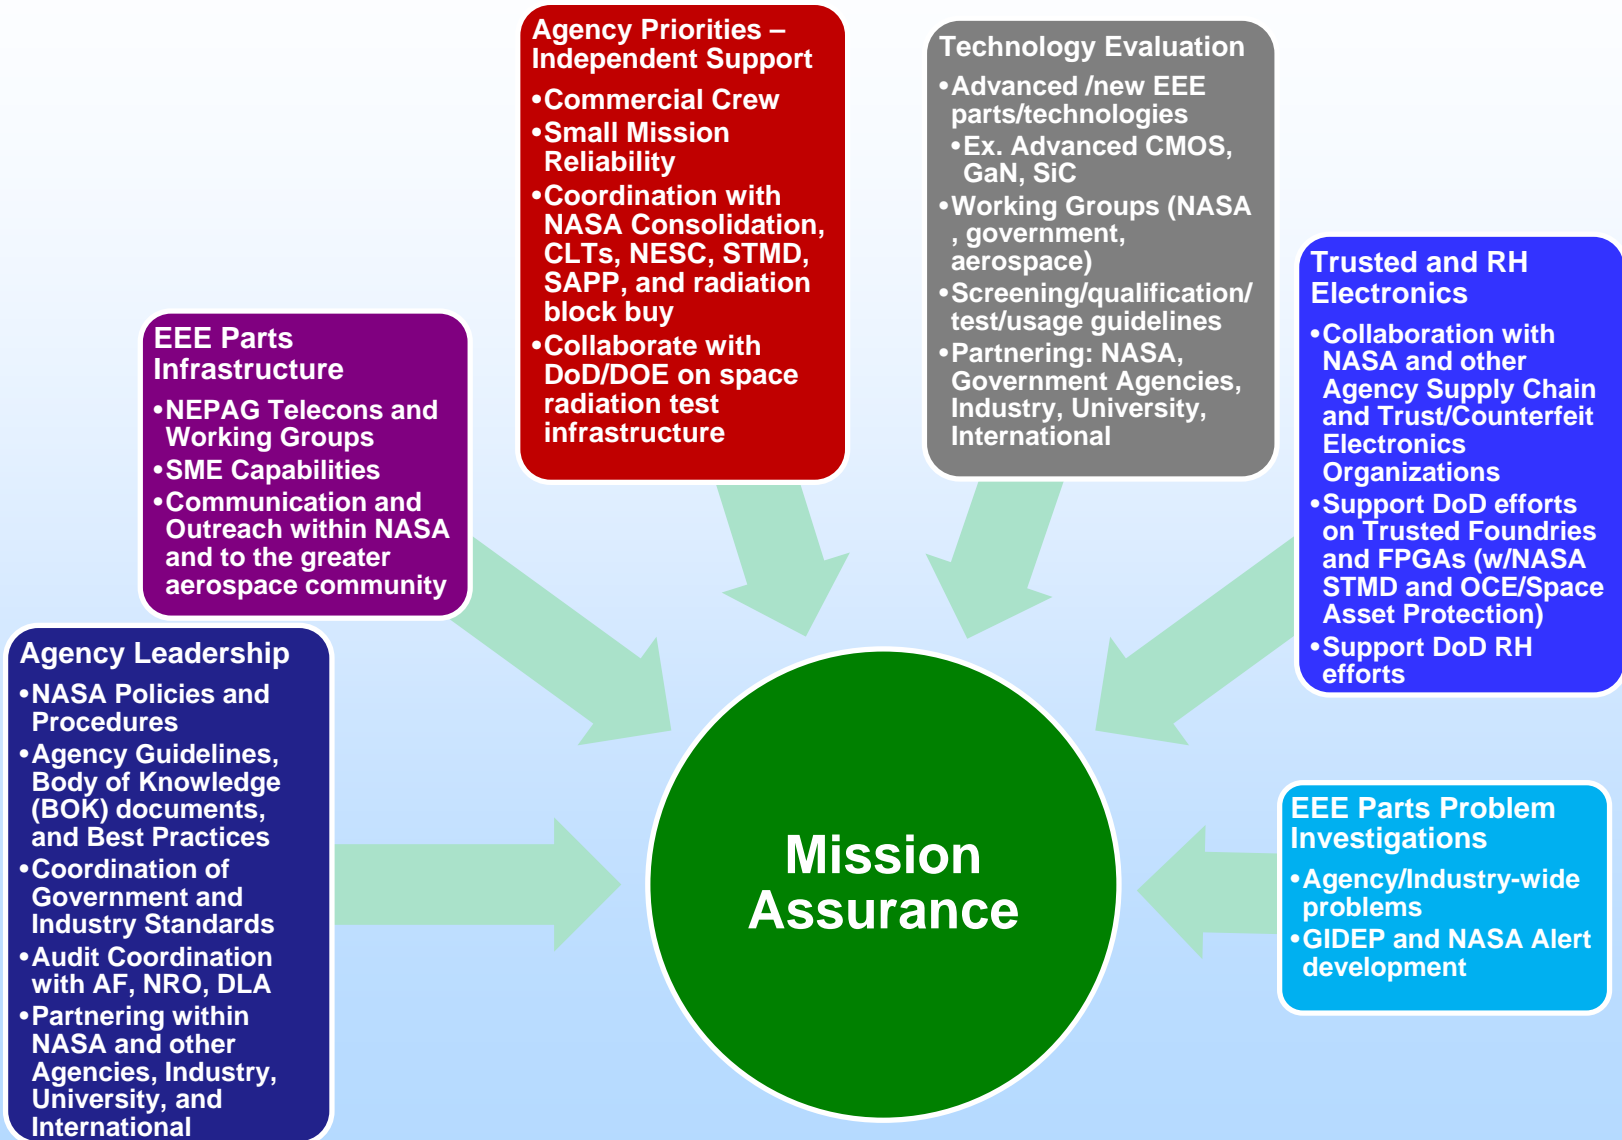 Agency Priorities –
Independent Support
•Commercial Crew
•Small Mission
Reliability
•Coordination with
NASA Consolidation,
CLTs, NESC, STMD,
SAPP, and radiation
block buy
•Collaborate with
DoD/DOE on space
radiation test
infrastructure
Technology Evaluation
•Advanced /new EEE
parts/technologies
•Ex. Advanced CMOS,
GaN, SiC
•Working Groups (NASA
, government,
aerospace)
•Screening/qualification/
test/usage guidelines
•Partnering: NASA,
Government Agencies,
Industry, University,
International
Trusted and RH
Electronics
•Collaboration with
NASA and other
Agency Supply Chain
and Trust/Counterfeit
Electronics
Organizations
•Support DoD efforts
on Trusted Foundries
and FPGAs (w/NASA
STMD and OCE/Space
Asset Protection)
•Support DoD RH
efforts
EEE Parts
Infrastructure
•NEPAG Telecons and
Working Groups
•SME Capabilities
•Communication and
Outreach within NASA
and to the greater
aerospace community
Agency Leadership
•NASA Policies and
Procedures
•Agency Guidelines,
Body of Knowledge
(BOK) documents,
and Best Practices
•Coordination of
Government and
Industry Standards
•Audit Coordination
with AF, NRO, DLA
•Partnering within
NASA and other
Agencies, Industry,
University, and
International
Mission
Assurance
EEE Parts Problem
Investigations
•Agency/Industry-wide
problems
•GIDEP and NASA Alert
development